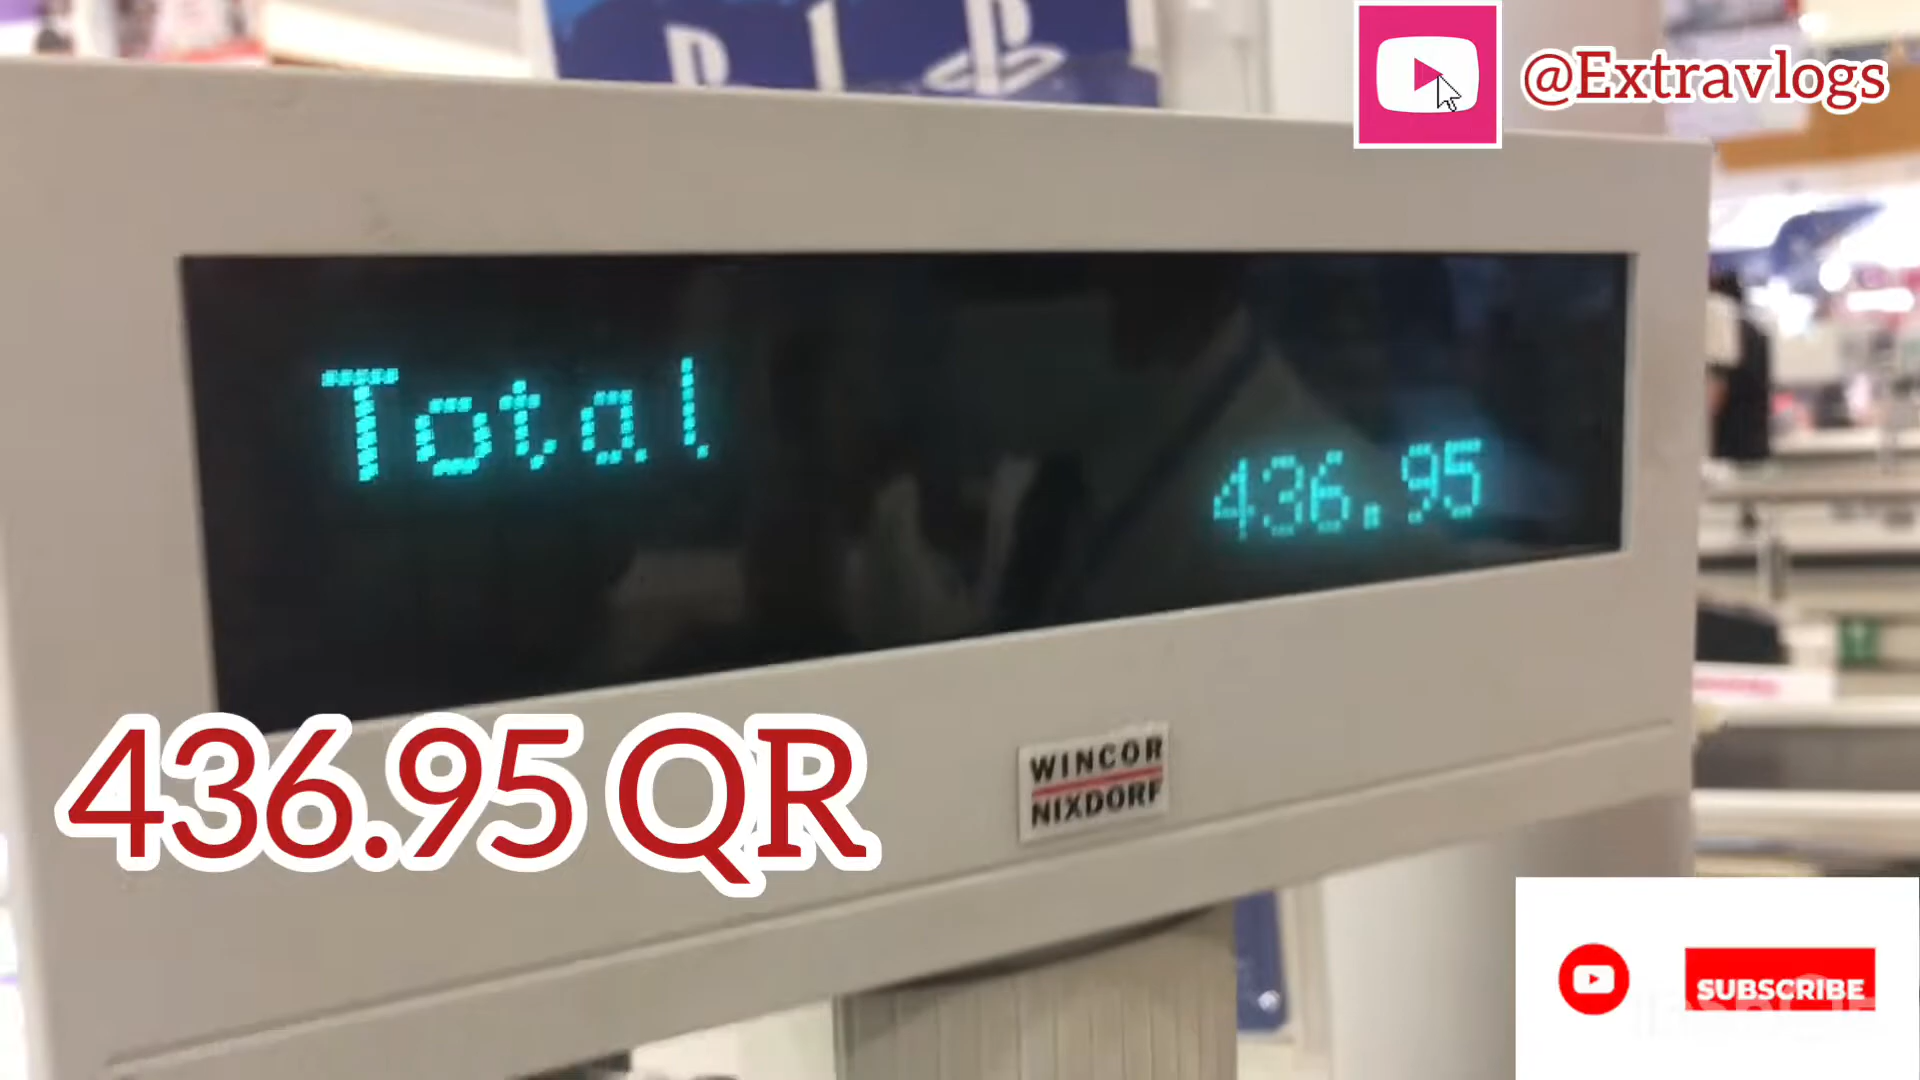 @Extravlogs
Total
436.95
436.95 QR
WINCOR
NIXDORF
SUBSCRIBE